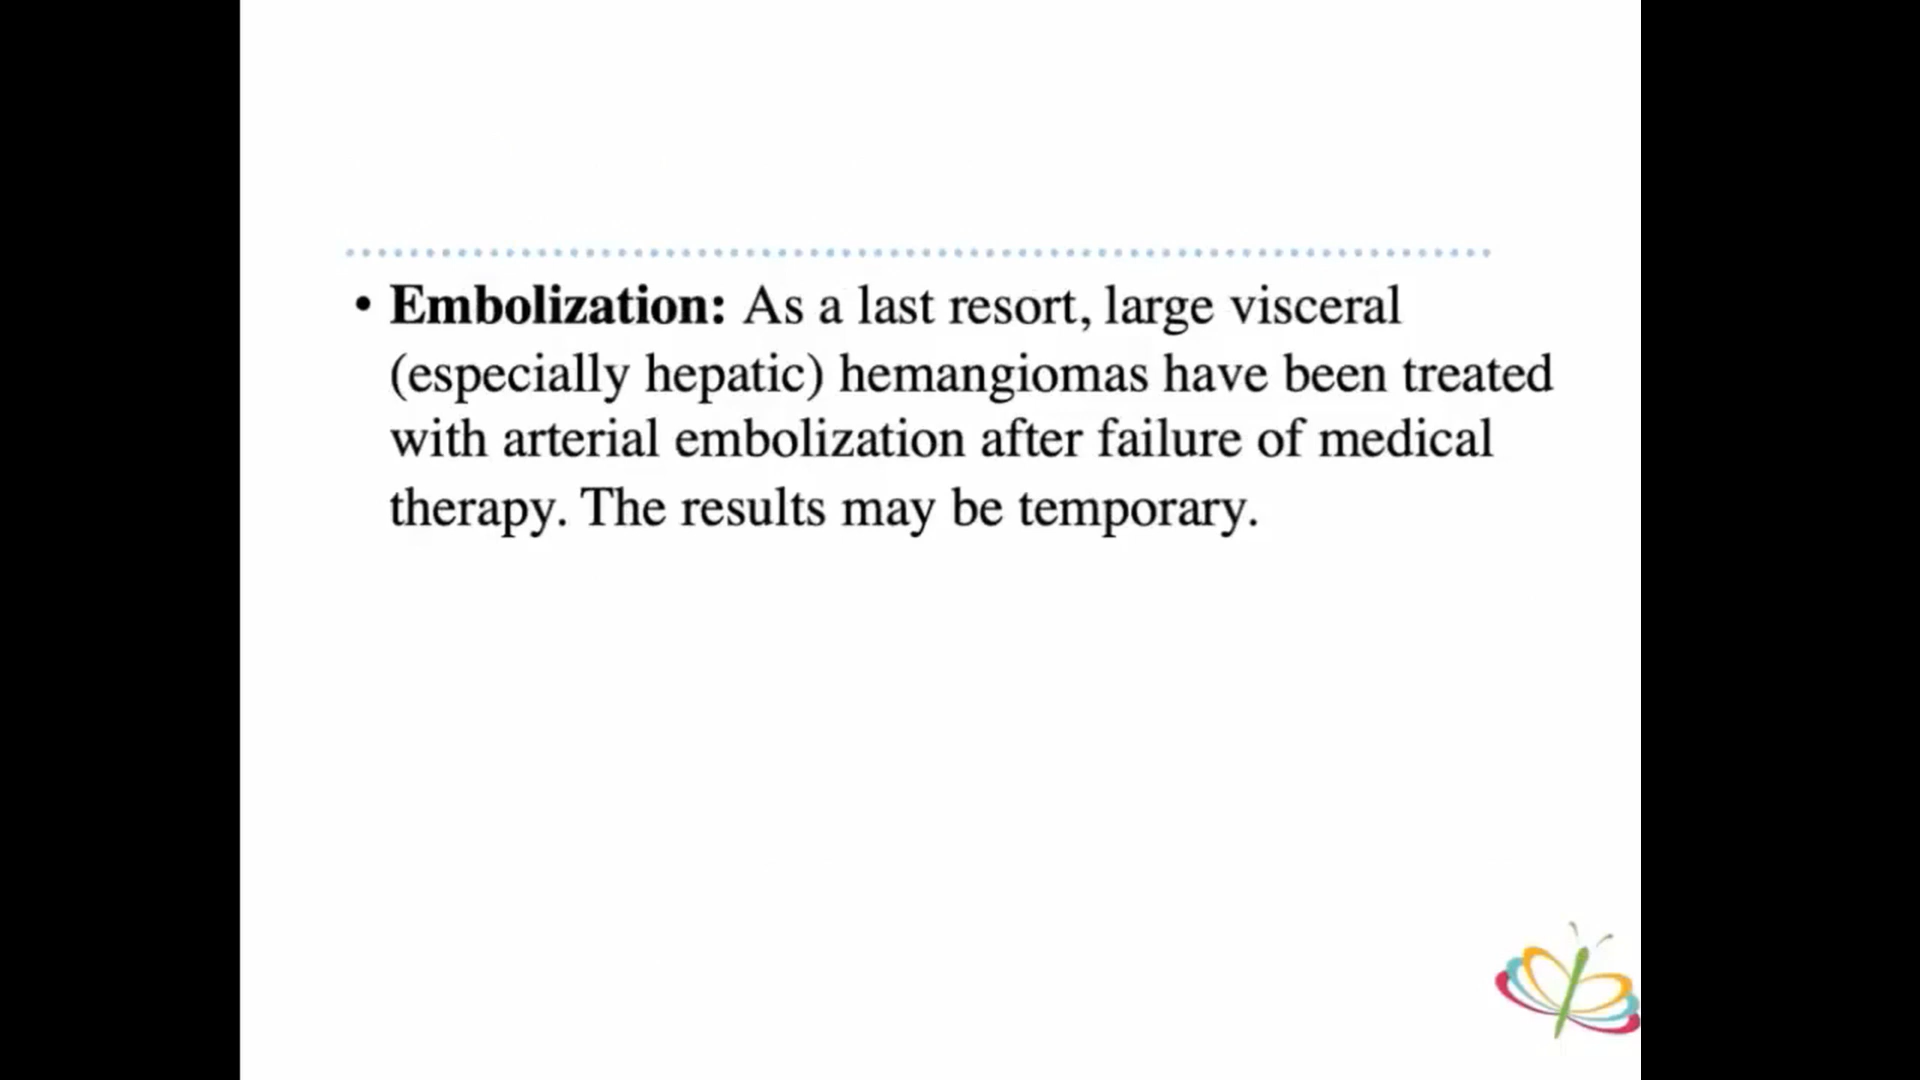 • Embolization: As a last resort, large visceral
(especially hepatic) hemangiomas have been treated
with arterial embolization after failure of medical
therapy. The results may be temporary.